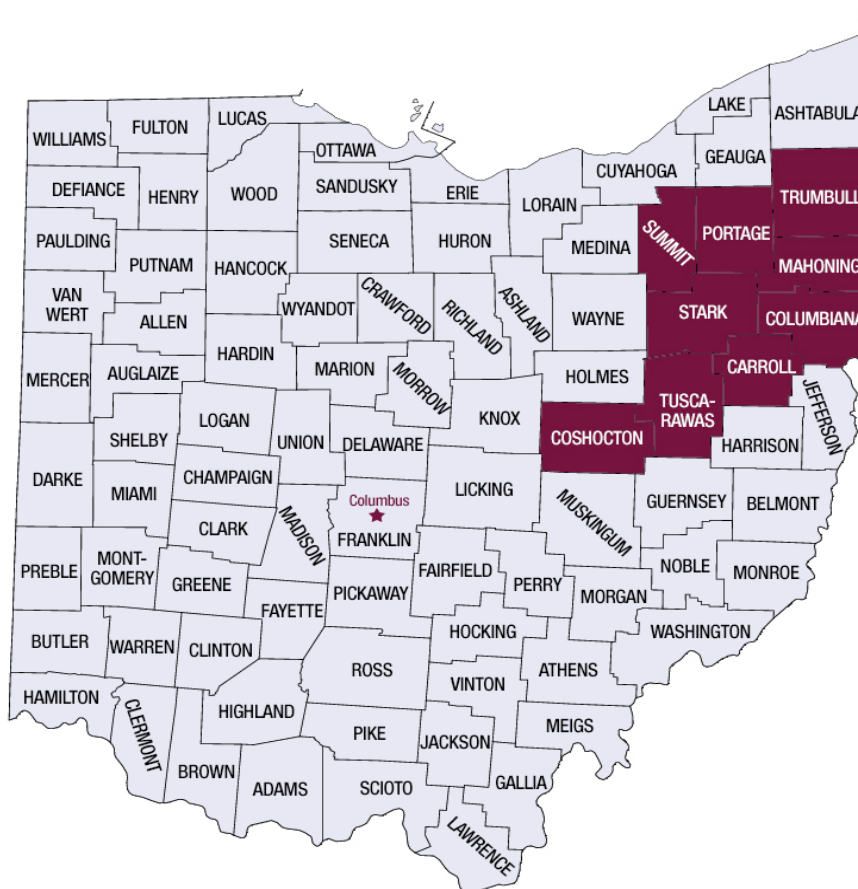 LAKE
ASHTABULA
LUCAS
FULTON
WILLIAMS
OTTAWA
GEAUGA
CUYAHOGA
DEFIANCE
HENRY
WOOD
SANDUSKY
ERIE
LORAIN
TRUMBULL
PAULDING
SENECA
HURON
MEDINA
SUMMIT
PORTAGE
PUTNAM
HANCOCK
MAHONING
VAN
WERT
ALLEN
WYANDOT
CRAWFORD
RICHLAND
ASHLAND
WAYNE
STARK
COLUMBIANA
MERCER
AUGLAIZE
HARDIN
MARION
MORROW
HOLMES
CARROLL
TUSCA-
RAWAS
JEFFERSON
SHELBY
LOGAN
UNION
DELAWARE
KNOX
COSHOCTON
HARRISON
DARKE
MIAMI
CHAMPAIGN
LICKING
MUSKINGUM
GUERNSEY
BELMONT
CLARK
MADISON
Columbus
FRANKLIN
PREBLE
MONT-
GOMERY
GREENE
FAYETTE
PICKAWAY
FAIRFIELD
PERRY
MORGAN
NOBLE
MONROE
BUTLER
WARREN
CLINTON
ROSS
HOCKING
ATHENS
WASHINGTON
HAMILTON
CLERMONT
HIGHLAND
PIKE
VINTON
JACKSON
MEIGS
BROWN
ADAMS
SCIOTO
GALLIA
LAWRENCE